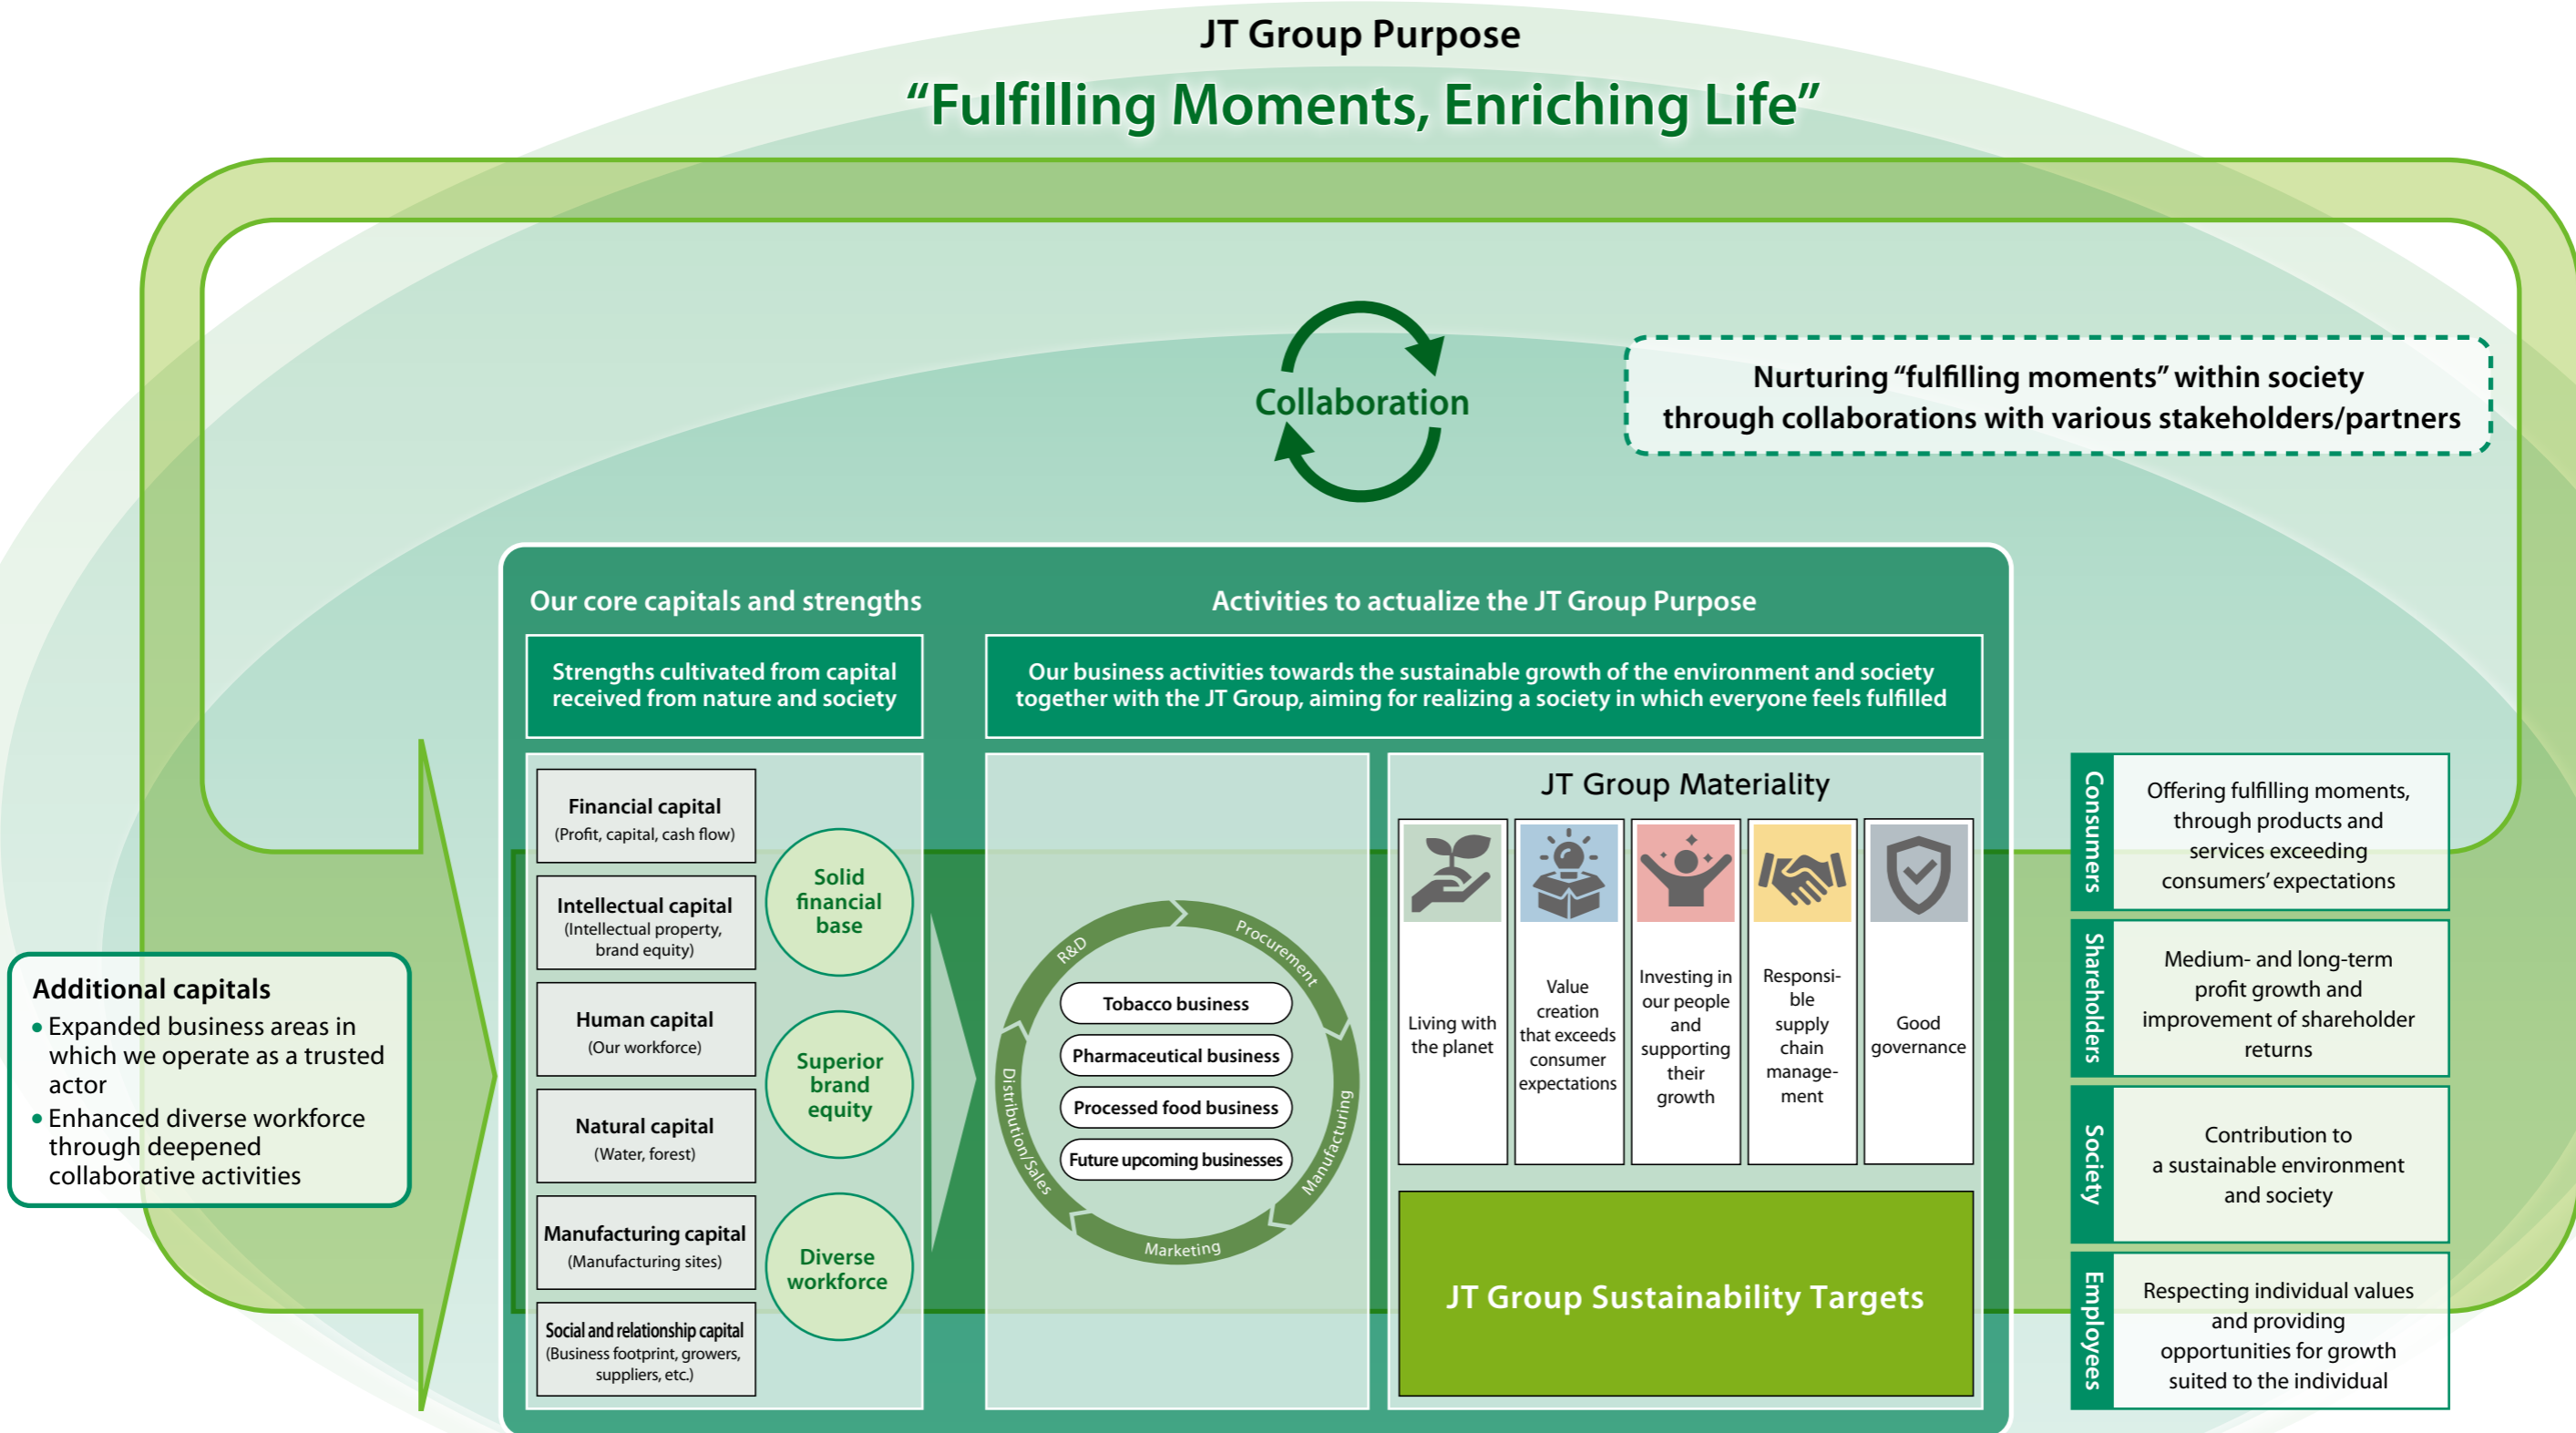 JT Group Purpose
“Fulfilling Moments, Enriching Life”
Collaboration
Nurturing “fulfilling moments” within society
through collaborations with various stakeholders/partners
Additional capitals
• Expanded business areas in
which we operate as a trusted
actor
• Enhanced diverse workforce
through deepened
collaborative activities
Our core capitals and strengths
Strengths cultivated from capital
received from nature and society
Financial capital
(Profit, capital, cash flow)
Intellectual capital
(Intellectual property,
brand equity)
Human capital
(Our workforce)
Natural capital
(Water, forest)
Manufacturing capital
(Manufacturing sites)
Social and relationship capital
(Business footprint, growers,
suppliers, etc.)
Solid
financial
base
Superior
brand
equity
Diverse
workforce
Activities to actualize the JT Group Purpose
Our business activities towards the sustainable growth of the environment and society
together with the JT Group, aiming for realizing a society in which everyone feels fulfilled
R&D
Procurement
Manufacturing
Marketing
Distribution/Sales
Tobacco business
Pharmaceutical business
Processed food business
Future upcoming businesses
JT Group Materiality
Living with
the planet
Value
creation
that exceeds
consumer
expectations
Investing in
our people
and
supporting
their
growth
Responsi-
ble
supply
chain
manage-
ment
Good
governance
JT Group Sustainability Targets
Consumers
Offering fulfilling moments,
through products and
services exceeding
consumers’ expectations
Shareholders
Medium- and long-term
profit growth and
improvement of shareholder
returns
Society
Contribution to
a sustainable environment
and society
Employees
Respecting individual values
and providing
opportunities for growth
suited to the individual